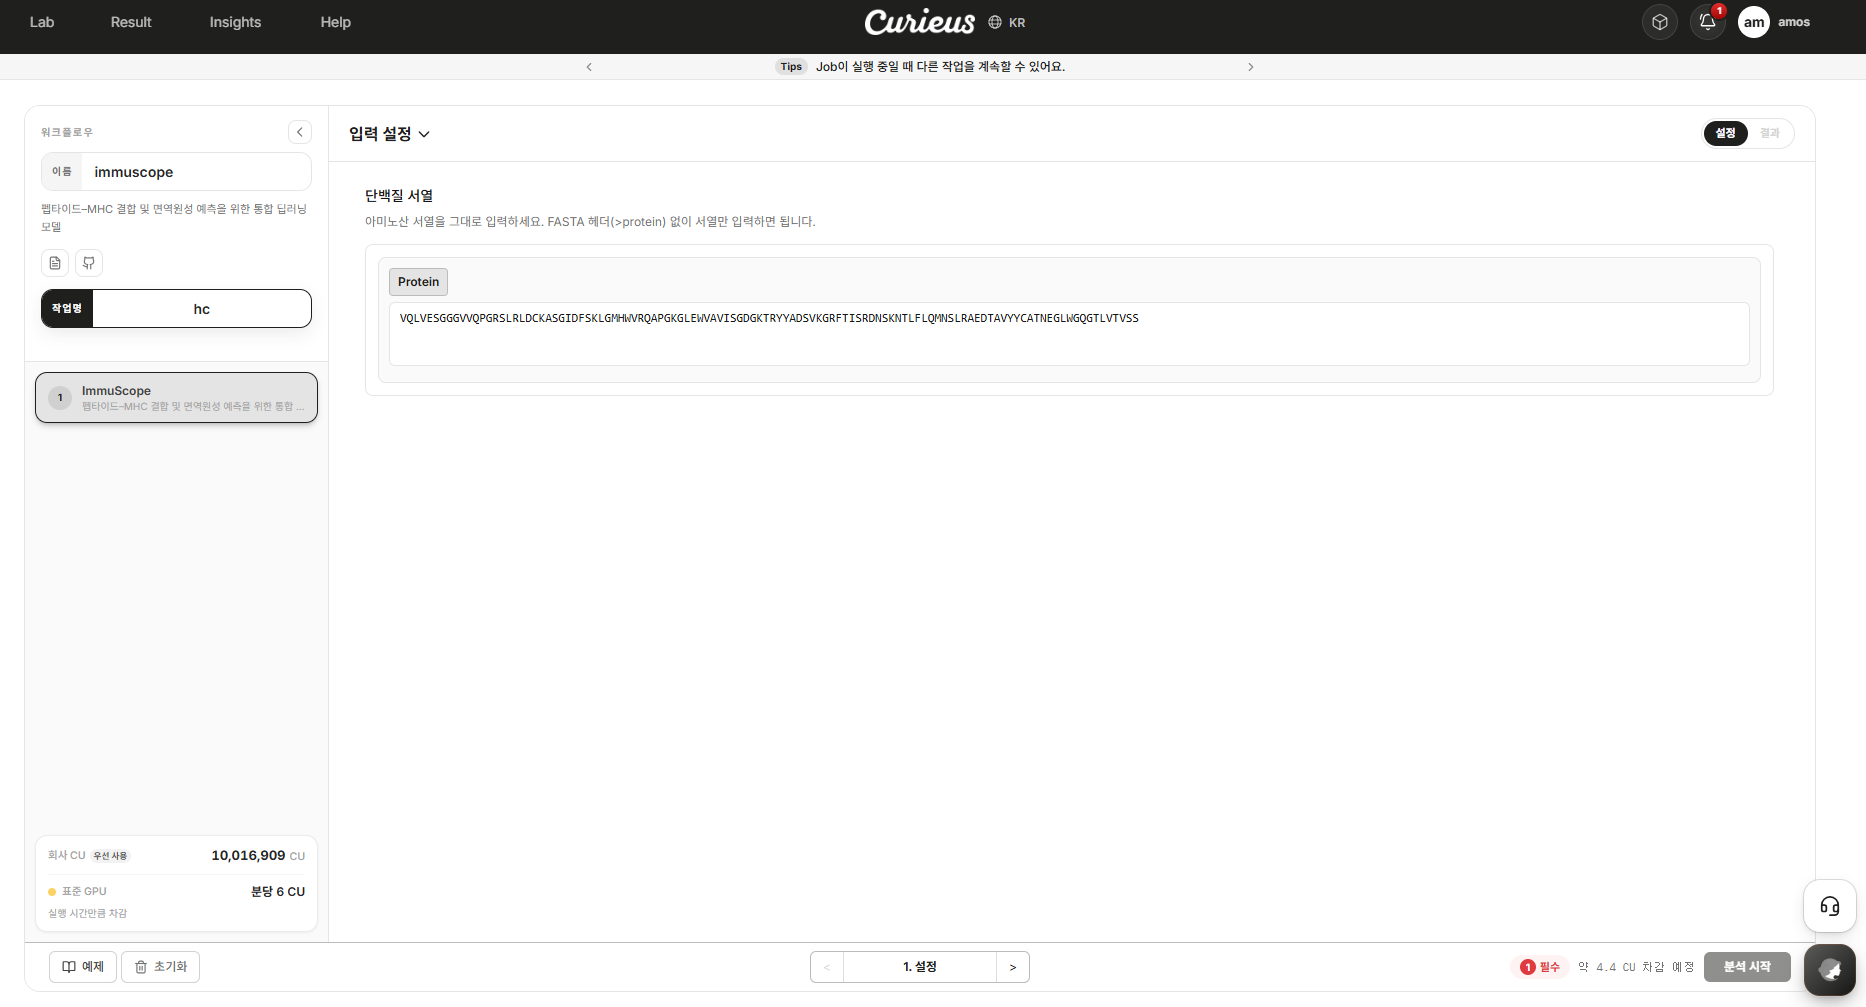 Lab
Result
Insights
Help
Curieus
KR
1
am
amos
Tips
Job이 실행 중일 때 다른 작업을 계속할 수 있어요.
워크플로우
이름
immuscope
펩타이드–MHC 결합 및 면역원성 예측을 위한 통합 딥러닝
모델
작업명
hc
1
ImmuScope
펩타이드–MHC 결합 및 면역원성 예측을 위한 통합 ...
회사 CU
우선 사용
10,016,909 CU
표준 GPU
분당 6 CU
실행 시간만큼 차감
입력 설정
설정
결과
단백질 서열
아미노산 서열을 그대로 입력하세요. FASTA 헤더(>protein) 없이 서열만 입력하면 됩니다.
Protein
VQLVESGGGVVQPGRSLRLDCKASGIDFSKLGMHWVRQAPGKGLEWVAVISGDGKTRYYADSVKGRFTISRDNSKNTLFLQMNSLRAEDTAVYYCATNEGLWGQGTLVTVSS
예제
초기화
<
1. 설정
>
1 필수
약 4.4 CU 차감 예정
분석 시작